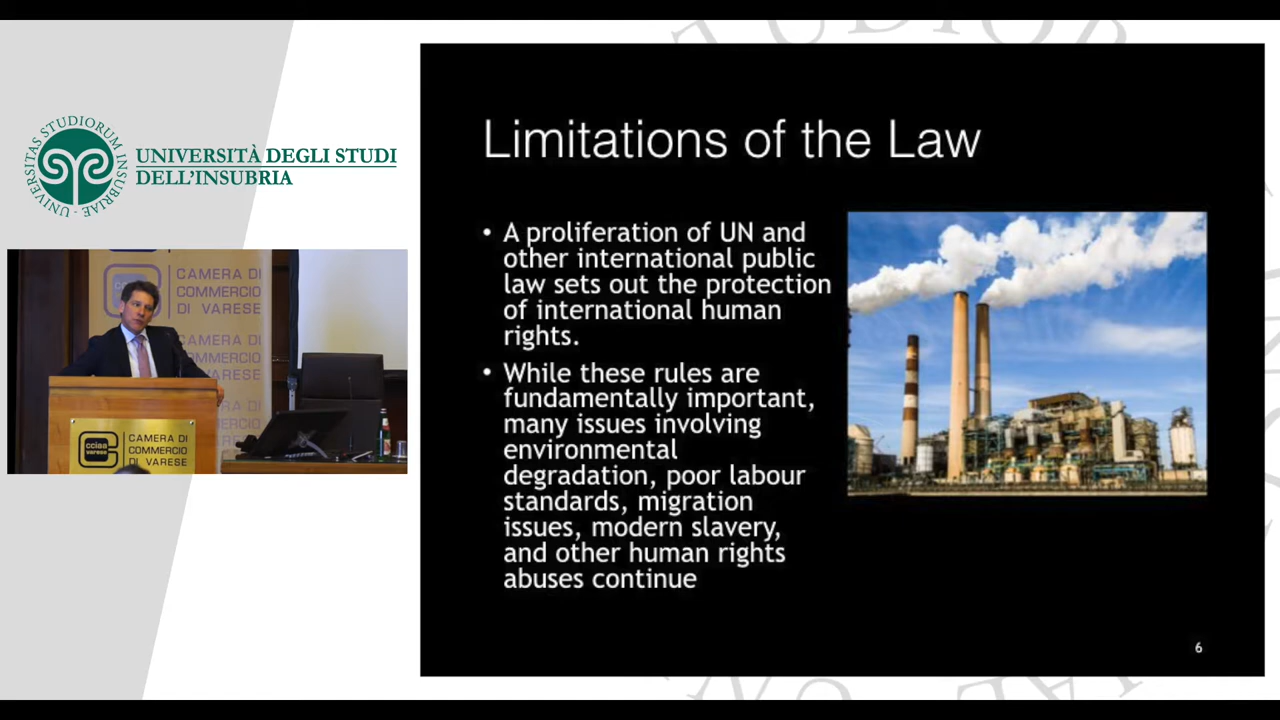 UNIVERSITAS STUDIORUM INSUBRIAE
UNIVERSITÀ DEGLI STUDI
DELL'INSUBRIA
CAMERA DI
COMMERCIO
DI VARESE
CAMERA DI
COMMERCIO
VARESE
cciaa
varese
CAMERA DI
COMMERCIO
DI VARESE
Limitations of the Law
• A proliferation of UN and
other international public
law sets out the protection
of international human
rights.
• While these rules are
fundamentally important,
many issues involving
environmental
degradation, poor labour
standards, migration
issues, modern slavery,
and other human rights
abuses continue
6